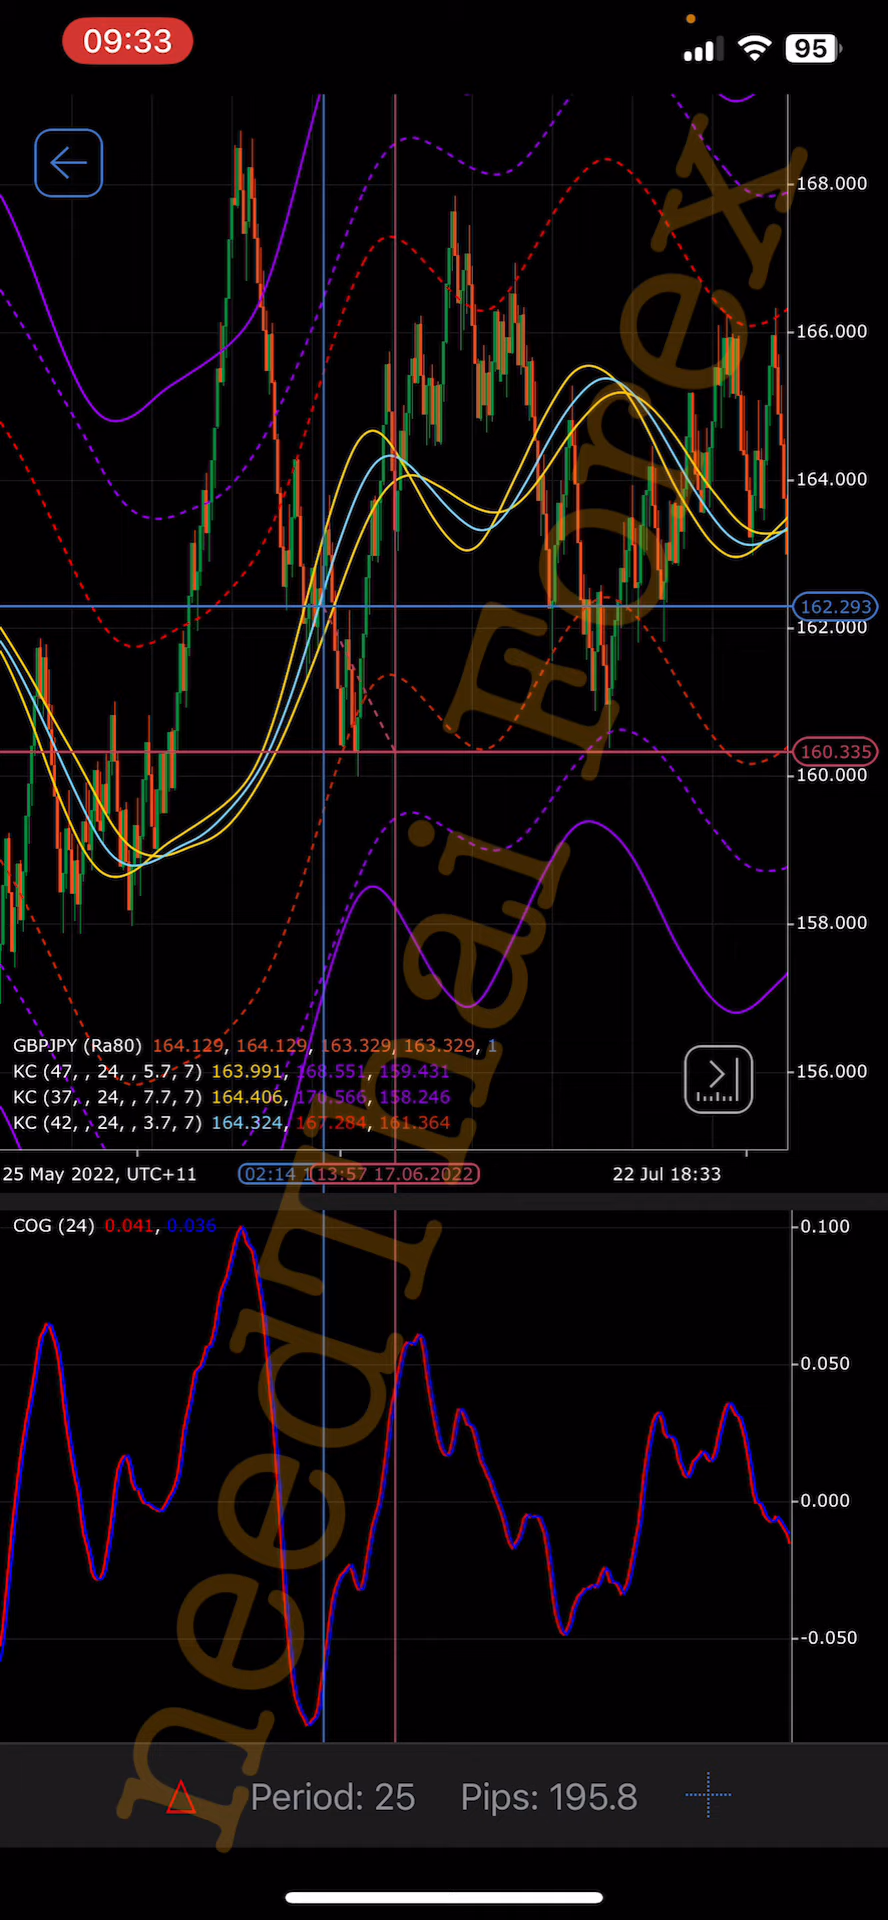 09:33
95
168.000
166.000
164.000
162.293
162.000
160.335
160.000
158.000
156.000
GBPJPY (Ra80) 164.129, 164.129, 163.329, 163.329, 1
KC (47, , 24, , 5.7, 7) 163.991, 168.551, 159.431
KC (37, , 24, , 7.7, 7) 164.406, 170.566, 158.246
KC (42, , 24, , 3.7, 7) 164.324, 167.284, 161.364
25 May 2022, UTC+11
02:14 1
13:57 17.06.2022
22 Jul 18:33
COG (24) 0.041, 0.036
0.100
0.050
0.000
-0.050
needThai Forex
Period: 25 Pips: 195.8